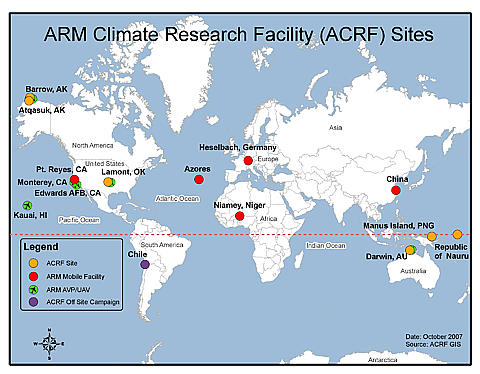 ARM Climate Research Facility (ACRF) Sites
Barrow, AK
Atqasuk, AK
North America
Asia
Heselbach, Germany
Europe
United States
Pt. Reyes, CA
Lamont, OK
Azores
China
Monterey, CA
Edwards AFB, CA
Atlantic Ocean
Niamey, Niger
Africa
Kauai, HI
Pacific Ocean
Manus Island, PNG
Legend
ACRF Site
ARM Mobile Facility
ARM AVP/UAV
ACRF Off Site Campaign
South America
Chile
Indian Ocean
Republic
of Nauru
Darwin, AU
Australia
N
W E
S
Date: October 2007
Source: ACRF GIS
Antarctica